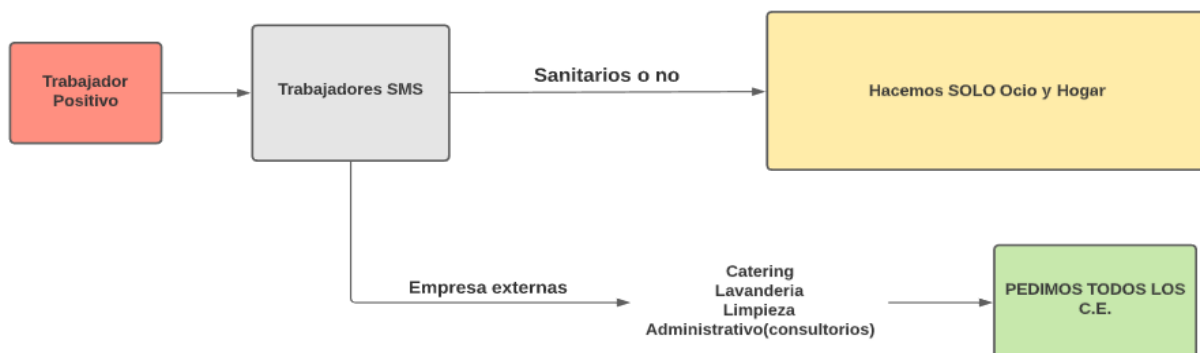 Trabajador
Positivo
Trabajadores SMS
Sanitarios o no
Hacemos SOLO Ocio y Hogar
Empresa externas
Catering
Lavanderia
Limpieza
Administrativo(consultorios)
PEDIMOS TODOS LOS
C.E.